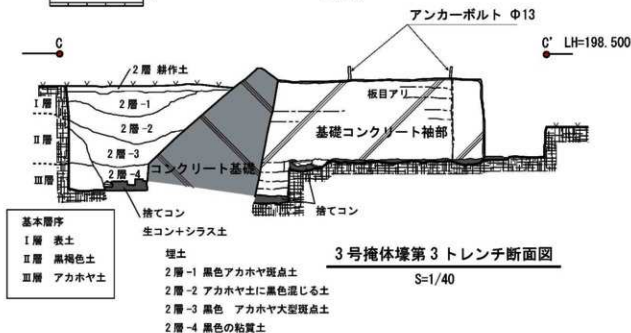 アンカーボルト Φ13
C
C' LH=198.500
2層 耕作土
I層
2層-1
板目アリ
2層-2
基礎コンクリート袖部
II層
2層-3
コンクリート基礎
III層
2層-4
捨てコン
捨てコン
生コン+シラス土
基本層序
I層 表土
II層 黒褐色土
III層 アカホヤ土
埋土
2層-1 黒色アカホヤ斑点土
2層-2 アカホヤ土に黒色混じる土
2層-3 黒色 アカホヤ大型斑点土
2層-4 黒色の粘質土
3号掩体壕第3トレンチ断面図
S=1/40